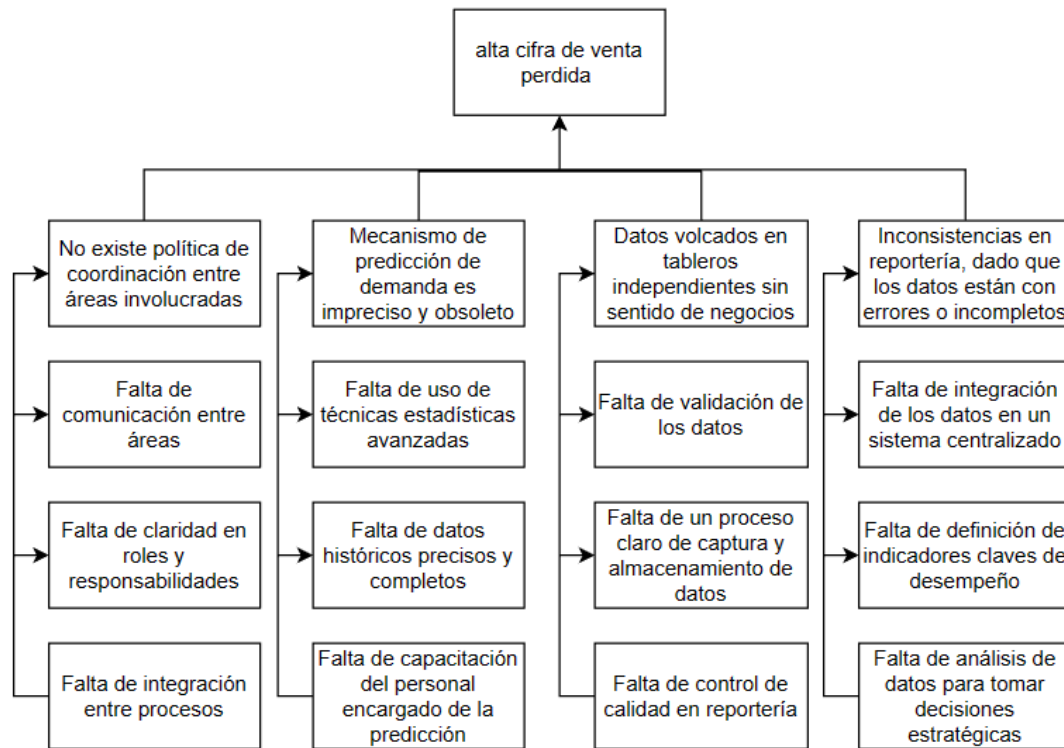 alta cifra de venta
perdida
No existe política de
coordinación entre
áreas involucradas
Mecanismo de
predicción de
demanda es
impreciso y obsoleto
Datos volcados en
tableros
independientes sin
sentido de negocios
Inconsistencias en
reportería, dado que
los datos están con
errores o incompletos
Falta de
comunicación entre
áreas
Falta de uso de
técnicas estadísticas
avanzadas
Falta de validación de
los datos
Falta de integración
de los datos en un
sistema centralizado
Falta de claridad en
roles y
responsabilidades
Falta de datos
históricos precisos y
completos
Falta de un proceso
claro de captura y
almacenamiento de
datos
Falta de definición de
indicadores claves de
desempeño
Falta de integración
entre procesos
Falta de capacitación
del personal
encargado de la
predicción
Falta de control de
calidad en reportería
Falta de análisis de
datos para tomar
decisiones
estratégicas